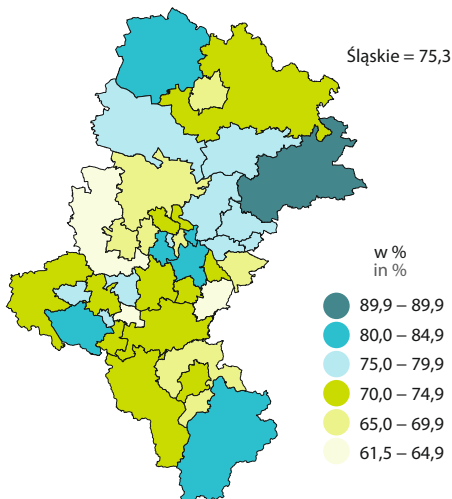 Śląskie = 75,3
w %
in %
89,9 – 89,9
80,0 – 84,9
75,0 – 79,9
70,0 – 74,9
65,0 – 69,9
61,5 – 64,9